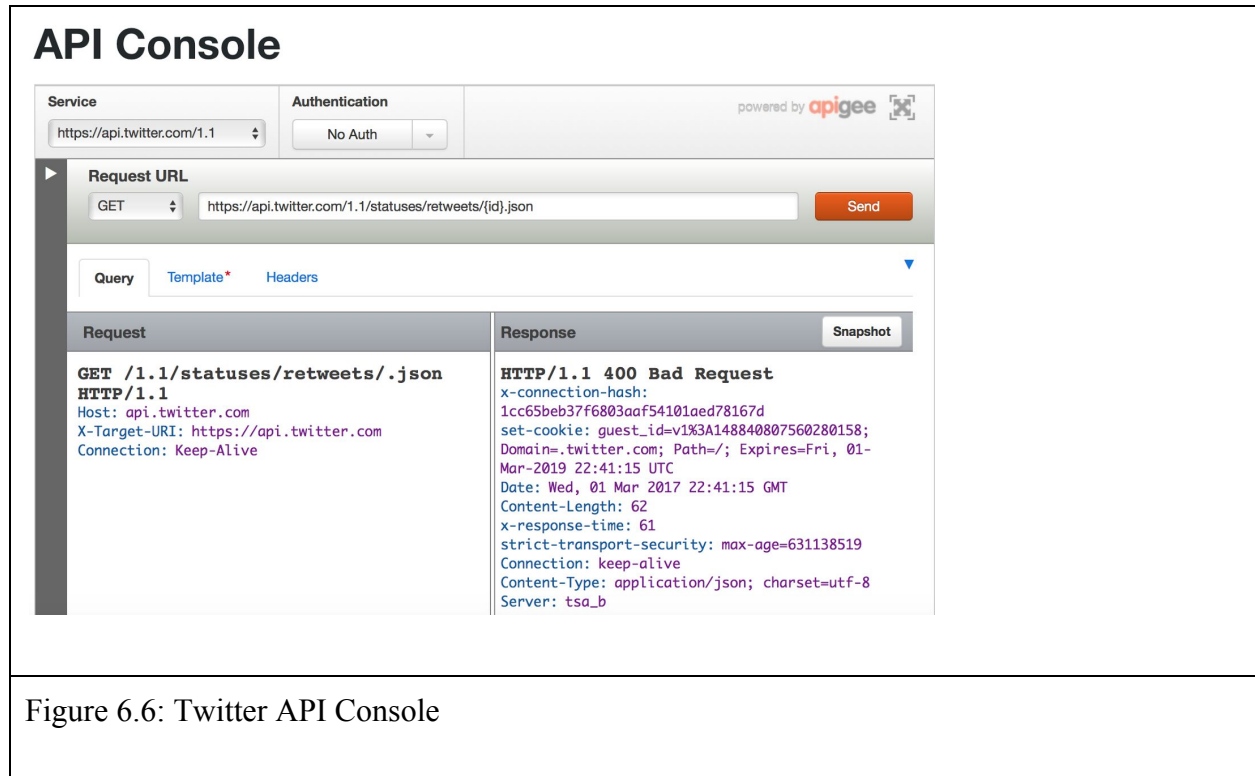 API Console
Service
Authentication
powered by apigee
https://api.twitter.com/1.1
No Auth
Request URL
GET
https://api.twitter.com/1.1/statuses/retweets/{id}.json
Send
Query
Template*
Headers
Request
GET /1.1/statuses/retweets/.json
HTTP/1.1
Host: api.twitter.com
X-Target-URI: https://api.twitter.com
Connection: Keep-Alive
Response
Snapshot
HTTP/1.1 400 Bad Request
x-connection-hash:
1cc65beb37f6803aaf54101aed78167d
set-cookie: guest_id=v1%3A148840807560280158;
Domain=.twitter.com; Path=/; Expires=Fri, 01-
Mar-2019 22:41:15 UTC
Date: Wed, 01 Mar 2017 22:41:15 GMT
Content-Length: 62
x-response-time: 61
strict-transport-security: max-age=631138519
Connection: keep-alive
Content-Type: application/json; charset=utf-8
Server: tsa_b
Figure 6.6: Twitter API Console